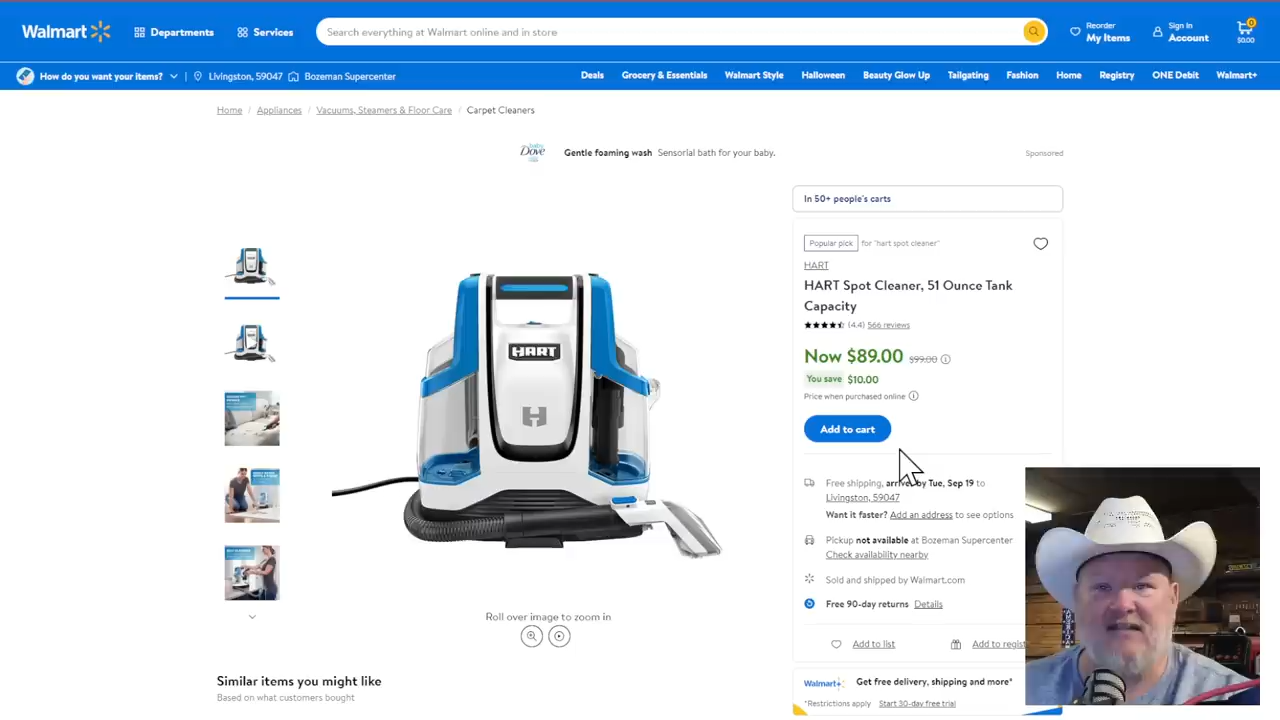 Walmart
Departments
Services
Search everything at Walmart online and in store
Reorder
My Items
Sign In
Account
0
$0.00
How do you want your items?
Livingston, 59047
Bozeman Supercenter
Deals
Grocery & Essentials
Walmart Style
Halloween
Beauty Glow Up
Tailgating
Fashion
Home
Registry
ONE Debit
Walmart+
Home / Appliances / Vacuums, Steamers & Floor Care / Carpet Cleaners
baby
Dove
Gentle foaming wash Sensorial bath for your baby.
Sponsored
In 50+ people's carts
Popular pick for "hart spot cleaner"
HART
HART Spot Cleaner, 51 Ounce Tank
Capacity
(4.4) 566 reviews
Now $89.00 $99.00
You save $10.00
Price when purchased online
Add to cart
Free shipping, arrives by Tue, Sep 19 to
Livingston, 59047
Want it faster? Add an address to see options
Pickup not available at Bozeman Supercenter
Check availability nearby
Sold and shipped by Walmart.com
Free 90-day returns Details
Add to list
Add to regist
Walmart+
Get free delivery, shipping and more*
*Restrictions apply Start 30-day free trial
HART
H
Roll over image to zoom in
Similar items you might like
Based on what customers bought